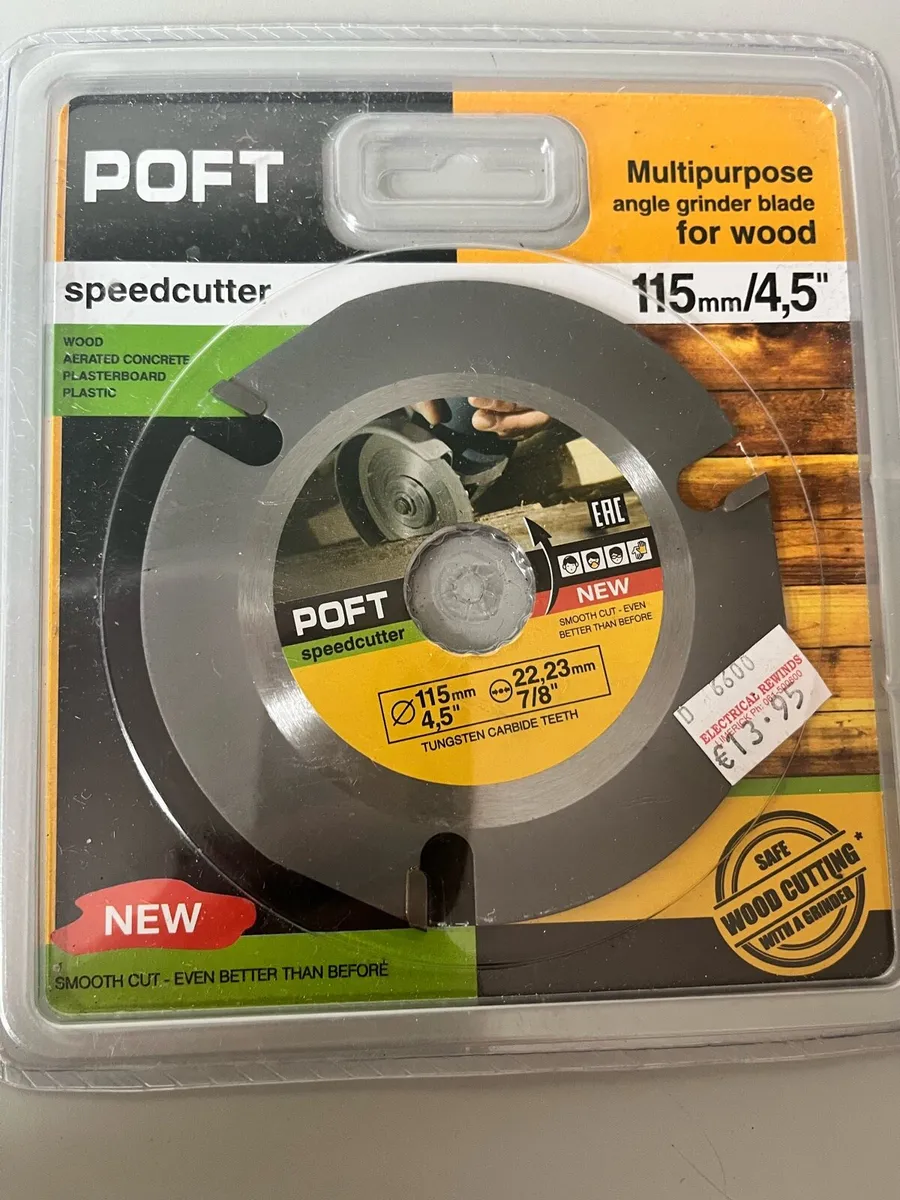 POFT
Multipurpose
angle grinder blade
for wood
speedcutter
115mm/4,5"
WOOD
AERATED CONCRETE
PLASTERBOARD
PLASTIC
EAC
NEW
SMOOTH CUT - EVEN
BETTER THAN BEFORE
POFT
speedcutter
115mm
4,5"
22,23mm
7/8"
TUNGSTEN CARBIDE TEETH
D 6600
ELECTRICAL REWINDS
€13.95
SAFE
WOOD CUTTING*
WITH A GRINDER
NEW
SMOOTH CUT - EVEN BETTER THAN BEFORE